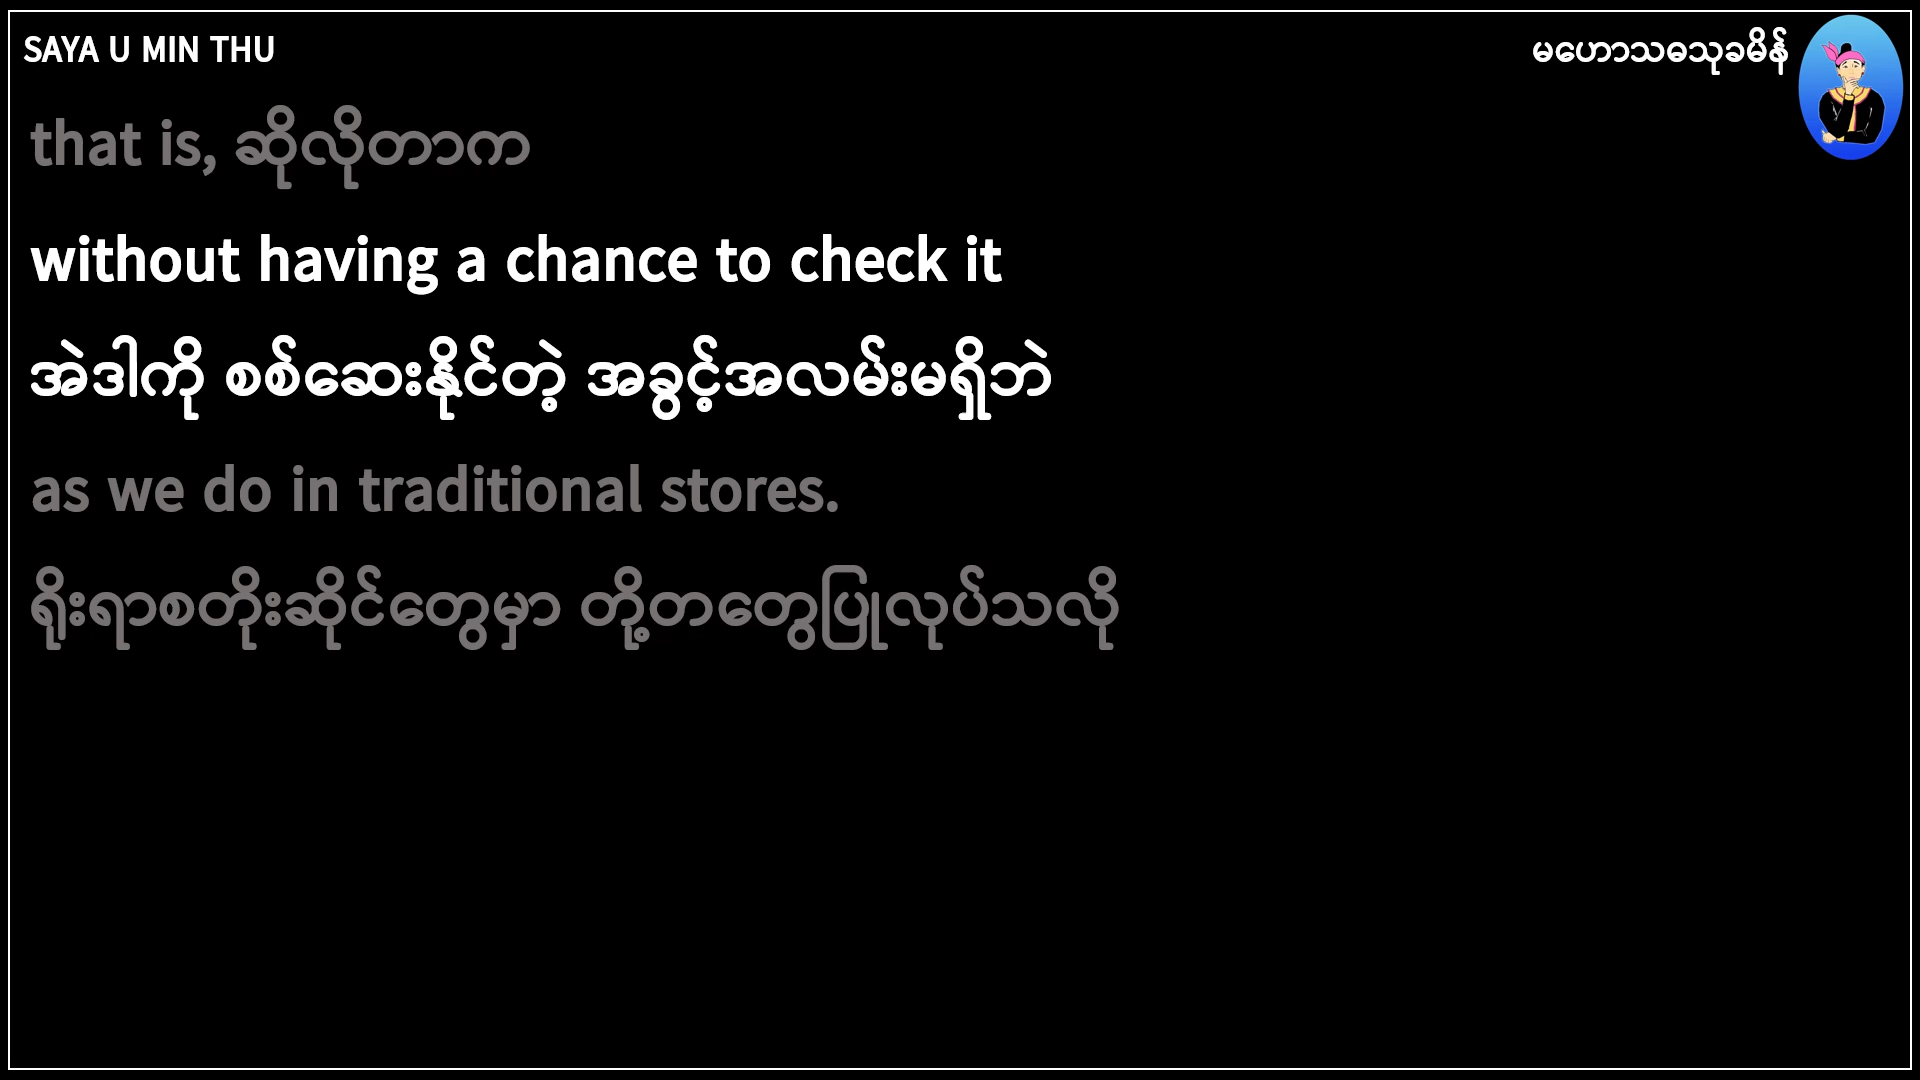 SAYA U MIN THU
မဟောသဓသုခမိန်
that is, ဆိုလိုတာက
without having a chance to check it
အဲဒါကို စစ်ဆေးနိုင်တဲ့ အခွင့်အလမ်းမရှိဘဲ
as we do in traditional stores.
ရိုးရာစတိုးဆိုင်တွေမှာ တို့တတွေပြုလုပ်သလို